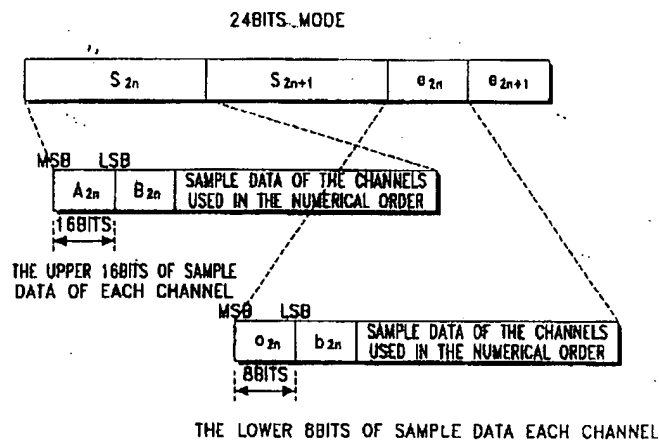 24BITS MODE
S2n S2n+1 e2n e2n+1
MSB LSB
A2n B2n SAMPLE DATA OF THE CHANNELS
USED IN THE NUMERICAL ORDER
16BITS
THE UPPER 16BITS OF SAMPLE
DATA OF EACH CHANNEL
MSB LSB
a2n b2n SAMPLE DATA OF THE CHANNELS
USED IN THE NUMERICAL ORDER
8BITS
THE LOWER 8BITS OF SAMPLE DATA EACH CHANNEL